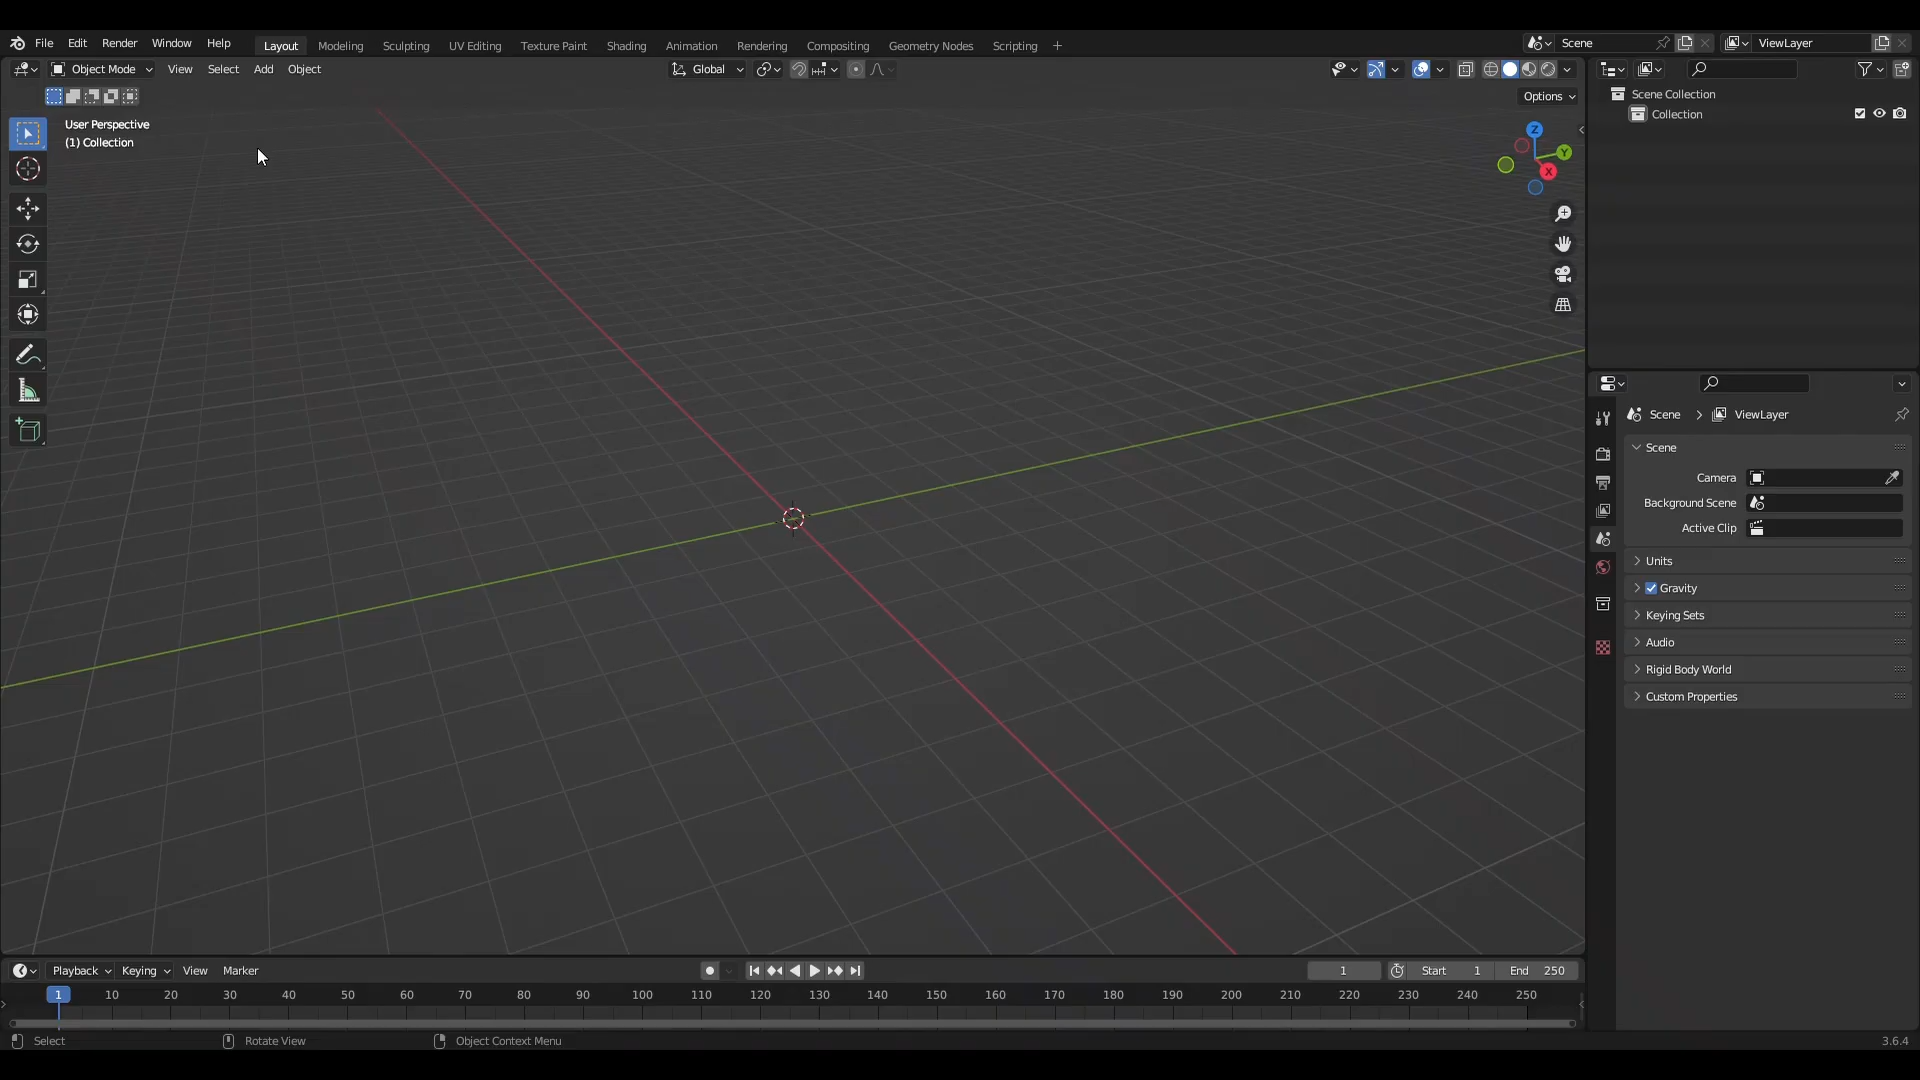 File Edit Render Window Help Layout Modeling Sculpting UV Editing Texture Paint Shading Animation Rendering Compositing Geometry Nodes Scripting + Scene ViewLayer
Object Mode View Select Add Object Global
Options
User Perspective
(1) Collection
Z
Y
X
Scene Collection
Collection
Scene > ViewLayer
Scene
Camera
Background Scene
Active Clip
Units
Gravity
Keying Sets
Audio
Rigid Body World
Custom Properties
Playback Keying View Marker 1 Start 1 End 250
1 10 20 30 40 50 60 70 80 90 100 110 120 130 140 150 160 170 180 190 200 210 220 230 240 250
Select Rotate View Object Context Menu 3.6.4